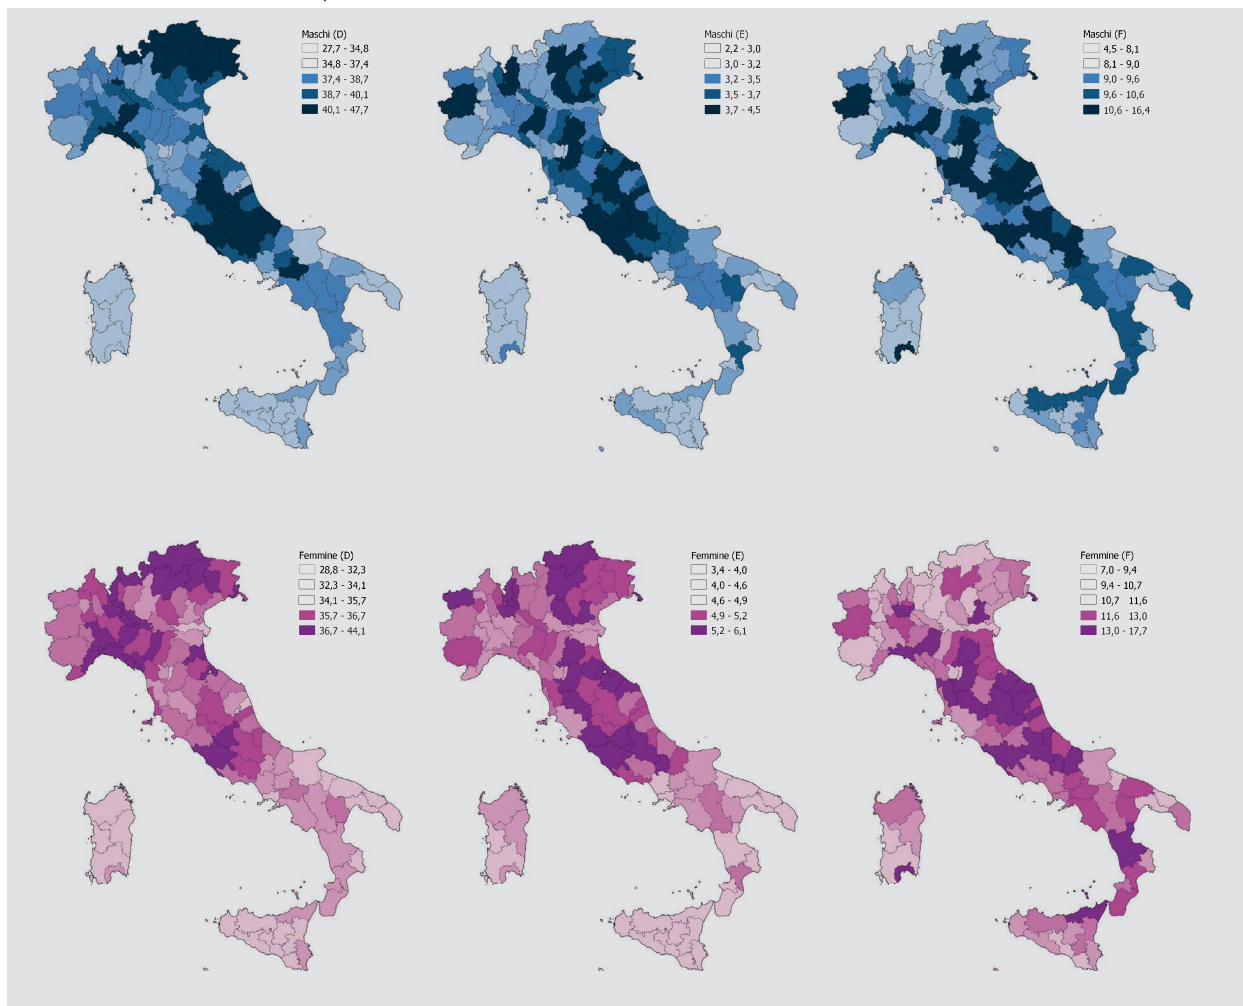 Maschi (D)
27,7 - 34,8
34,8 - 37,4
37,4 - 38,7
38,7 - 40,1
40,1 - 47,7
Maschi (E)
2,2 - 3,0
3,0 - 3,2
3,2 - 3,5
3,5 - 3,7
3,7 - 4,5
Maschi (F)
4,5 - 8,1
8,1 - 9,0
9,0 - 9,6
9,6 - 10,6
10,6 - 16,4
Femmine (D)
28,8 - 32,3
32,3 - 34,1
34,1 - 35,7
35,7 - 36,7
36,7 - 44,1
Femmine (E)
3,4 - 4,0
4,0 - 4,6
4,6 - 4,9
4,9 - 5,2
5,2 - 6,1
Femmine (F)
7,0 - 9,4
9,4 - 10,7
10,7 11,6
11,6 13,0
13,0 - 17,7